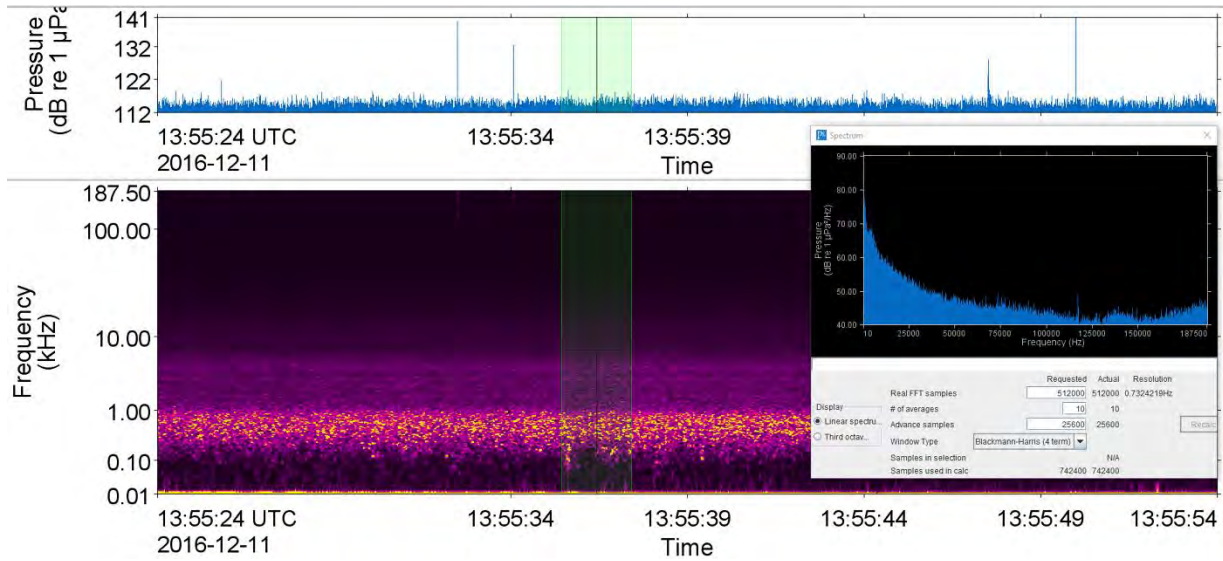 Pressure
(dB re 1 µPa
141
132
122
112
13:55:24 UTC
13:55:34
13:55:39
2016-12-11
Time
Spectrum
Pressure
(dB re 1 µPa²/Hz)
90.00
80.00
70.00
60.00
50.00
40.00
10
25000
50000
75000
100000
125000
150000
187500
Frequency (Hz)
Requested Actual Resolution
Real FFT samples 512000 512000 0.7324219Hz
# of averages 10 10
Advance samples 25600 25600
Window Type Blackmann-Harris (4 term)
Samples in selection N/A
Samples used in calc 742400 742400
Display
Linear spectru...
Third octav...
Frequency
(kHz)
187.50
100.00
10.00
1.00
0.10
0.01
13:55:24 UTC
13:55:34
13:55:39
13:55:44
13:55:49
13:55:54
2016-12-11
Time